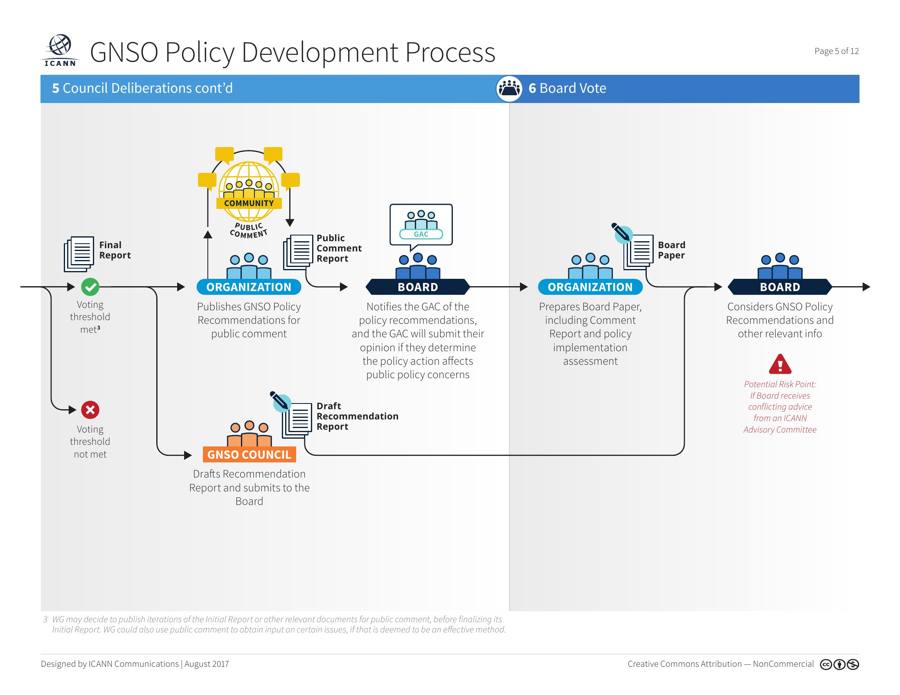 ICANN
GNSO Policy Development Process
Page 5 of 12
5 Council Deliberations cont’d
6 Board Vote
COMMUNITY
PUBLIC
COMMENT
Final
Report
Public
Comment
Report
GAC
Board
Paper
ORGANIZATION
BOARD
ORGANIZATION
BOARD
Voting
threshold
met³
Publishes GNSO Policy
Recommendations for
public comment
Notifies the GAC of the
policy recommendations,
and the GAC will submit their
opinion if they determine
the policy action affects
public policy concerns
Prepares Board Paper,
including Comment
Report and policy
implementation
assessment
Considers GNSO Policy
Recommendations and
other relevant info
Potential Risk Point:
If Board receives
conflicting advice
from an ICANN
Advisory Committee
Voting
threshold
not met
Draft
Recommendation
Report
GNSO COUNCIL
Drafts Recommendation
Report and submits to the
Board
3 WG may decide to publish iterations of the Initial Report or other relevant documents for public comment, before finalizing its
Initial Report. WG could also use public comment to obtain input on certain issues, if that is deemed to be an effective method.
Designed by ICANN Communications | August 2017
Creative Commons Attribution — NonCommercial